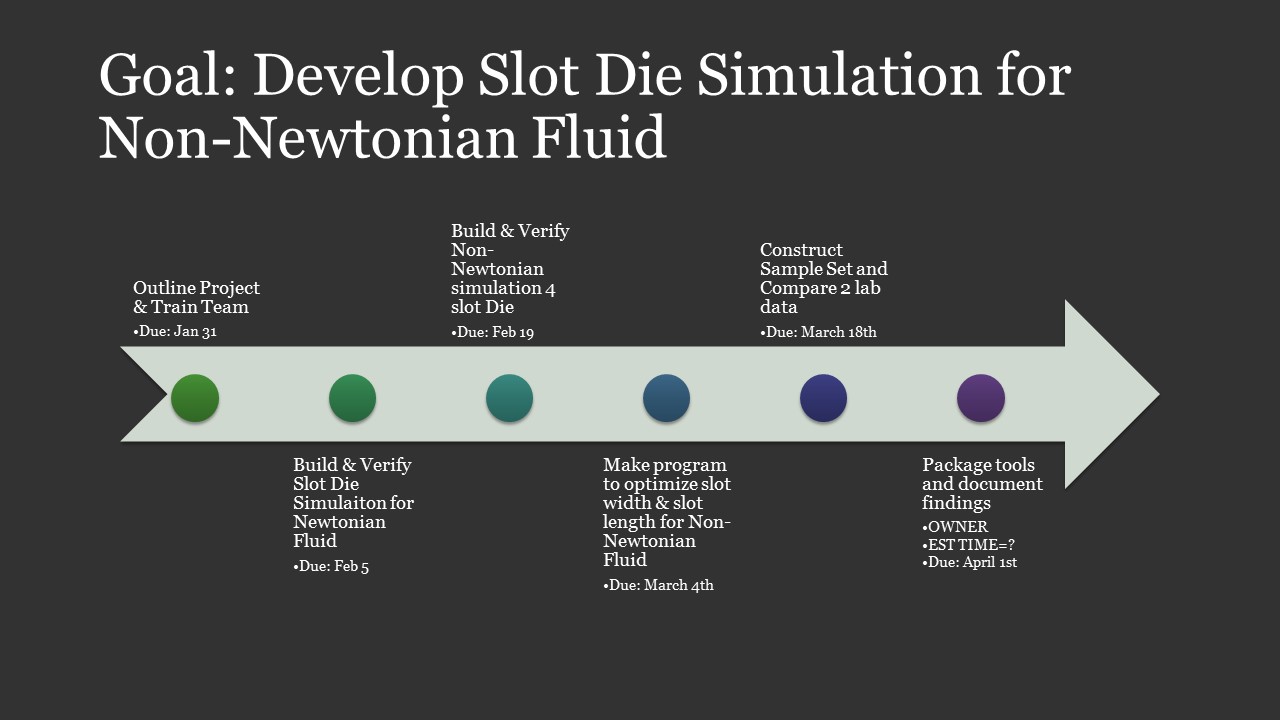 Goal: Develop Slot Die Simulation for
Non-Newtonian Fluid
Outline Project
& Train Team
•Due: Jan 31
Build & Verify
Slot Die
Simulaiton for
Newtonian
Fluid
•Due: Feb 5
Build & Verify
Non-
Newtonian
simulation 4
slot Die
•Due: Feb 19
Make program
to optimize slot
width & slot
length for Non-
Newtonian
Fluid
•Due: March 4th
Construct
Sample Set and
Compare 2 lab
data
•Due: March 18th
Package tools
and document
findings
•OWNER
•EST TIME=?
•Due: April 1st